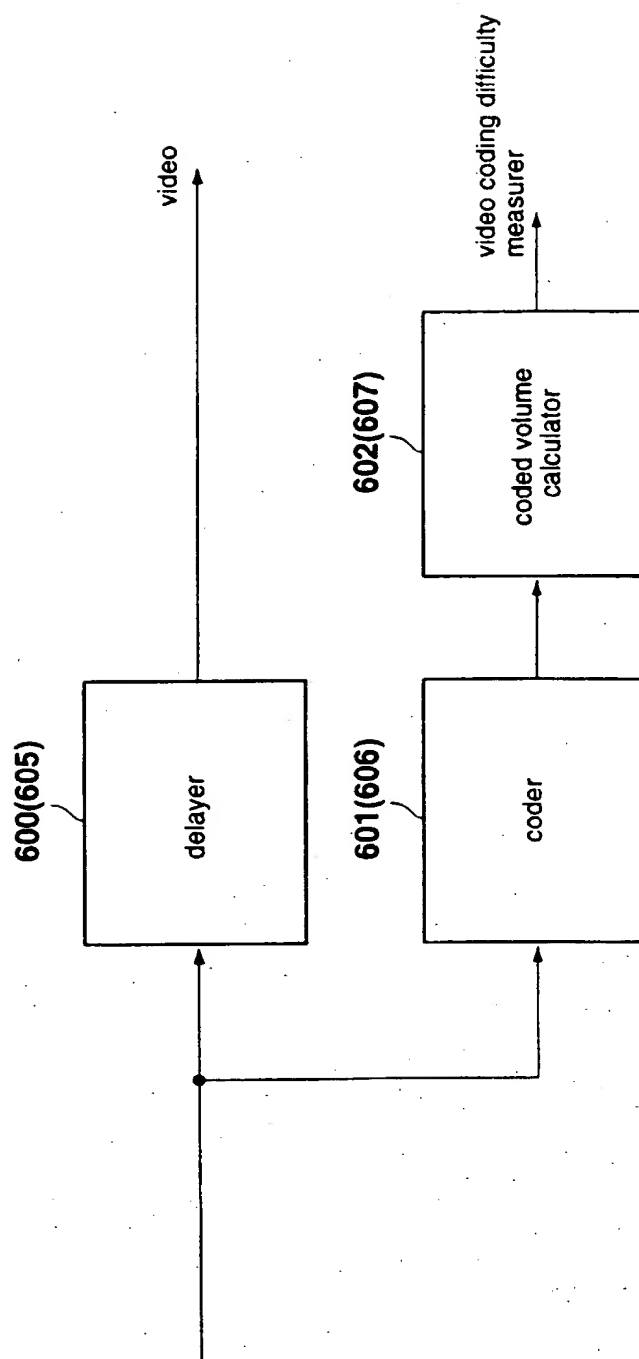 600(605)
delayer
video
601(606)
coder
602(607)
coded volume
calculator
video coding difficulty
measurer